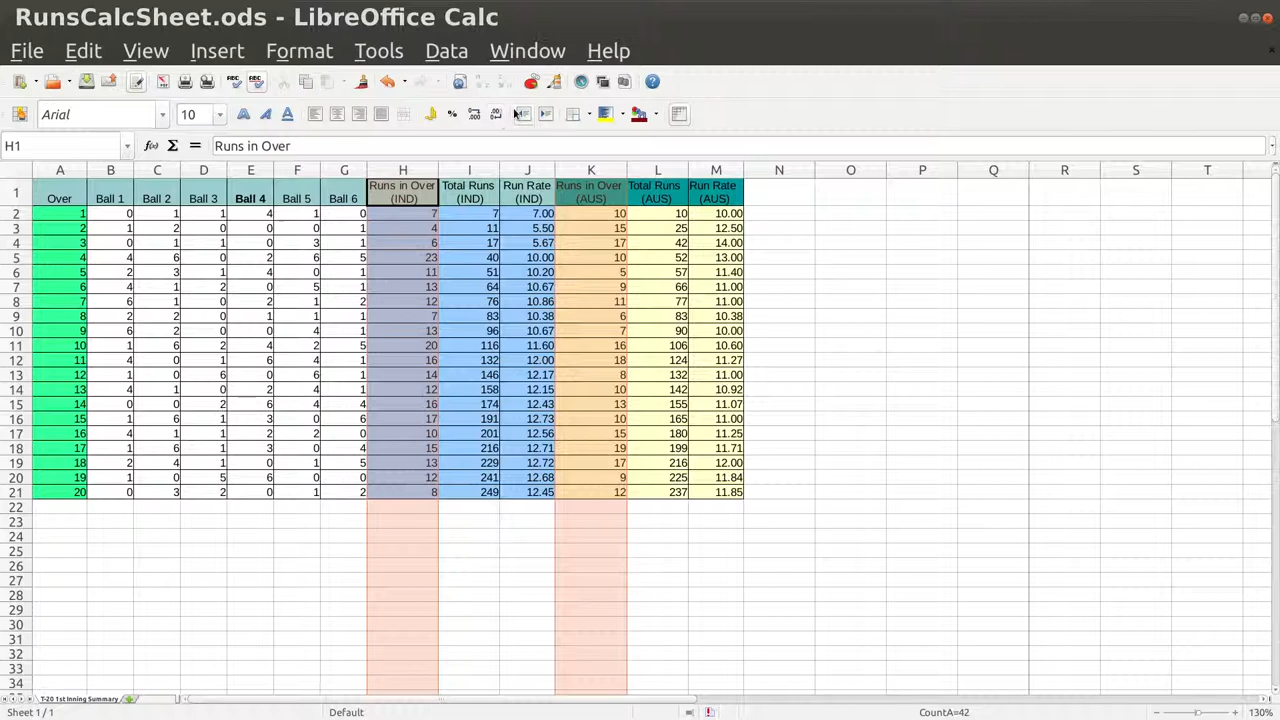 RunsCalcSheet.ods - LibreOffice Calc
File Edit View Insert Format Tools Data Window Help
Arial 10 %
H1 Σ = Runs in Over
A B C D E F G H I J K L M N O P Q R S T
1 Over Ball 1 Ball 2 Ball 3 Ball 4 Ball 5 Ball 6 Runs in Over (IND) Total Runs (IND) Run Rate (IND) Runs in Over (AUS) Total Runs (AUS) Run Rate (AUS)
2 1 0 1 1 4 1 0 7 7 7.00 10 10 10.00
3 2 1 2 0 0 0 1 4 11 5.50 15 25 12.50
4 3 0 1 1 0 3 1 6 17 5.67 17 42 14.00
5 4 4 6 0 2 6 5 23 40 10.00 10 52 13.00
6 5 2 3 1 4 0 1 11 51 10.20 5 57 11.40
7 6 4 1 2 0 5 1 13 64 10.67 9 66 11.00
8 7 6 1 0 2 1 2 12 76 10.86 11 77 11.00
9 8 2 2 0 1 1 1 7 83 10.38 6 83 10.38
10 9 6 2 0 0 4 1 13 96 10.67 7 90 10.00
11 10 1 6 2 4 2 5 20 116 11.60 16 106 10.60
12 11 4 0 1 6 4 1 16 132 12.00 18 124 11.27
13 12 1 0 6 0 6 1 14 146 12.17 8 132 11.00
14 13 4 1 0 2 4 1 12 158 12.15 10 142 10.92
15 14 0 0 2 6 4 4 16 174 12.43 13 155 11.07
16 15 1 6 1 3 0 6 17 191 12.73 10 165 11.00
17 16 4 1 1 2 2 0 10 201 12.56 15 180 11.25
18 17 1 6 1 3 0 4 15 216 12.71 19 199 11.71
19 18 2 4 1 0 1 5 13 229 12.72 17 216 12.00
20 19 1 0 5 6 0 0 12 241 12.68 9 225 11.84
21 20 0 3 2 0 1 2 8 249 12.45 12 237 11.85
22
23
24
25
26
27
28
29
30
31
32
33
34
T-20 1st Inning Summary
Sheet 1 / 1 Default CountA=42 130%